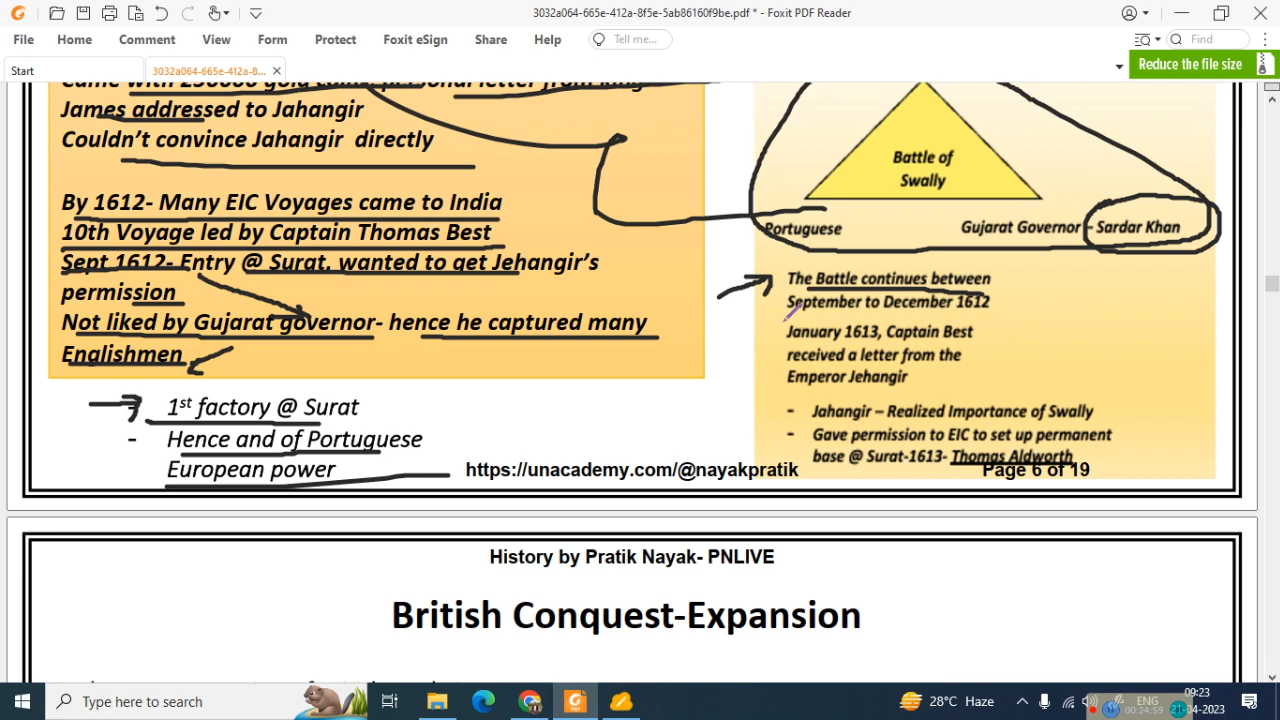 3032a064-665e-412a-8f5e-5ab86160f9be.pdf * - Foxit PDF Reader
File Home Comment View Form Protect Foxit eSign Share Help Tell me... Find
Start 3032a064-665e-412a-8... Reduce the file size
James addressed to Jahangir
Couldn't convince Jahangir directly
By 1612- Many EIC Voyages came to India
10th Voyage led by Captain Thomas Best
Sept 1612- Entry @ Surat, wanted to get Jehangir's
permission
Not liked by Gujarat governor- hence he captured many
Englishmen
- 1st factory @ Surat
- Hence and of Portuguese
European power
Battle of
Swally
Portuguese Gujarat Governor - Sardar Khan
The Battle continues between
September to December 1612
January 1613, Captain Best
received a letter from the
Emperor Jehangir
- Jahangir – Realized Importance of Swally
- Gave permission to EIC to set up permanent
base @ Surat-1613- Thomas Aldworth
https://unacademy.com/@nayakpratik Page 6 of 19
History by Pratik Nayak- PNLIVE
British Conquest-Expansion
Type here to search 28°C Haze ENG 09:23
00:24:59 21-04-2023